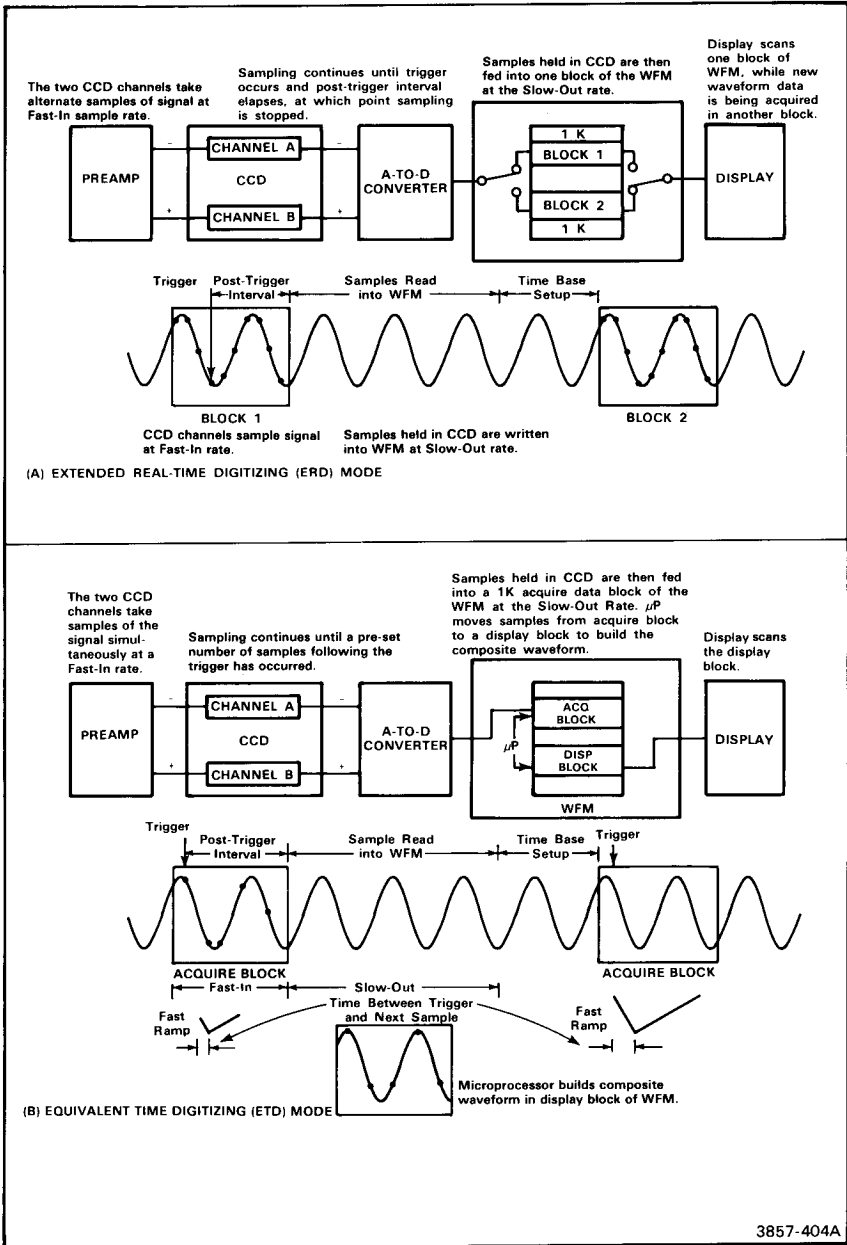 The two CCD channels take
alternate samples of signal at
Fast-In sample rate.
Sampling continues until trigger
occurs and post-trigger interval
elapses, at which point sampling
is stopped.
Samples held in CCD are then
fed into one block of the WFM
at the Slow-Out rate.
Display scans
one block of
WFM, while new
waveform data
is being acquired
in another block.
PREAMP
–
+
CHANNEL A
CCD
CHANNEL B
–
+
A-TO-D
CONVERTER
1 K
BLOCK 1
BLOCK 2
1 K
DISPLAY
Trigger
Post-Trigger
Interval
Samples Read
into WFM
Time Base
Setup
BLOCK 1
BLOCK 2
CCD channels sample signal
at Fast-In rate.
Samples held in CCD are written
into WFM at Slow-Out rate.
(A) EXTENDED REAL-TIME DIGITIZING (ERD) MODE
The two CCD
channels take
samples of the
signal simul-
taneously at a
Fast-In rate.
Sampling continues until a pre-set
number of samples following the
trigger has occurred.
Samples held in CCD are then fed
into a 1K acquire data block of the
WFM at the Slow-Out Rate. μP
moves samples from acquire block
to a display block to build the
composite waveform.
Display scans
the display
block.
PREAMP
–
+
CHANNEL A
CCD
CHANNEL B
–
+
A-TO-D
CONVERTER
μP
ACQ
BLOCK
DISP
BLOCK
WFM
DISPLAY
Trigger
Post-Trigger
Interval
Sample Read
into WFM
Time Base
Setup
Trigger
ACQUIRE BLOCK
ACQUIRE BLOCK
Fast-In
Slow-Out
Time Between Trigger
and Next Sample
Fast
Ramp
Fast
Ramp
Microprocessor builds composite
waveform in display block of WFM.
(B) EQUIVALENT TIME DIGITIZING (ETD) MODE
3857-404A